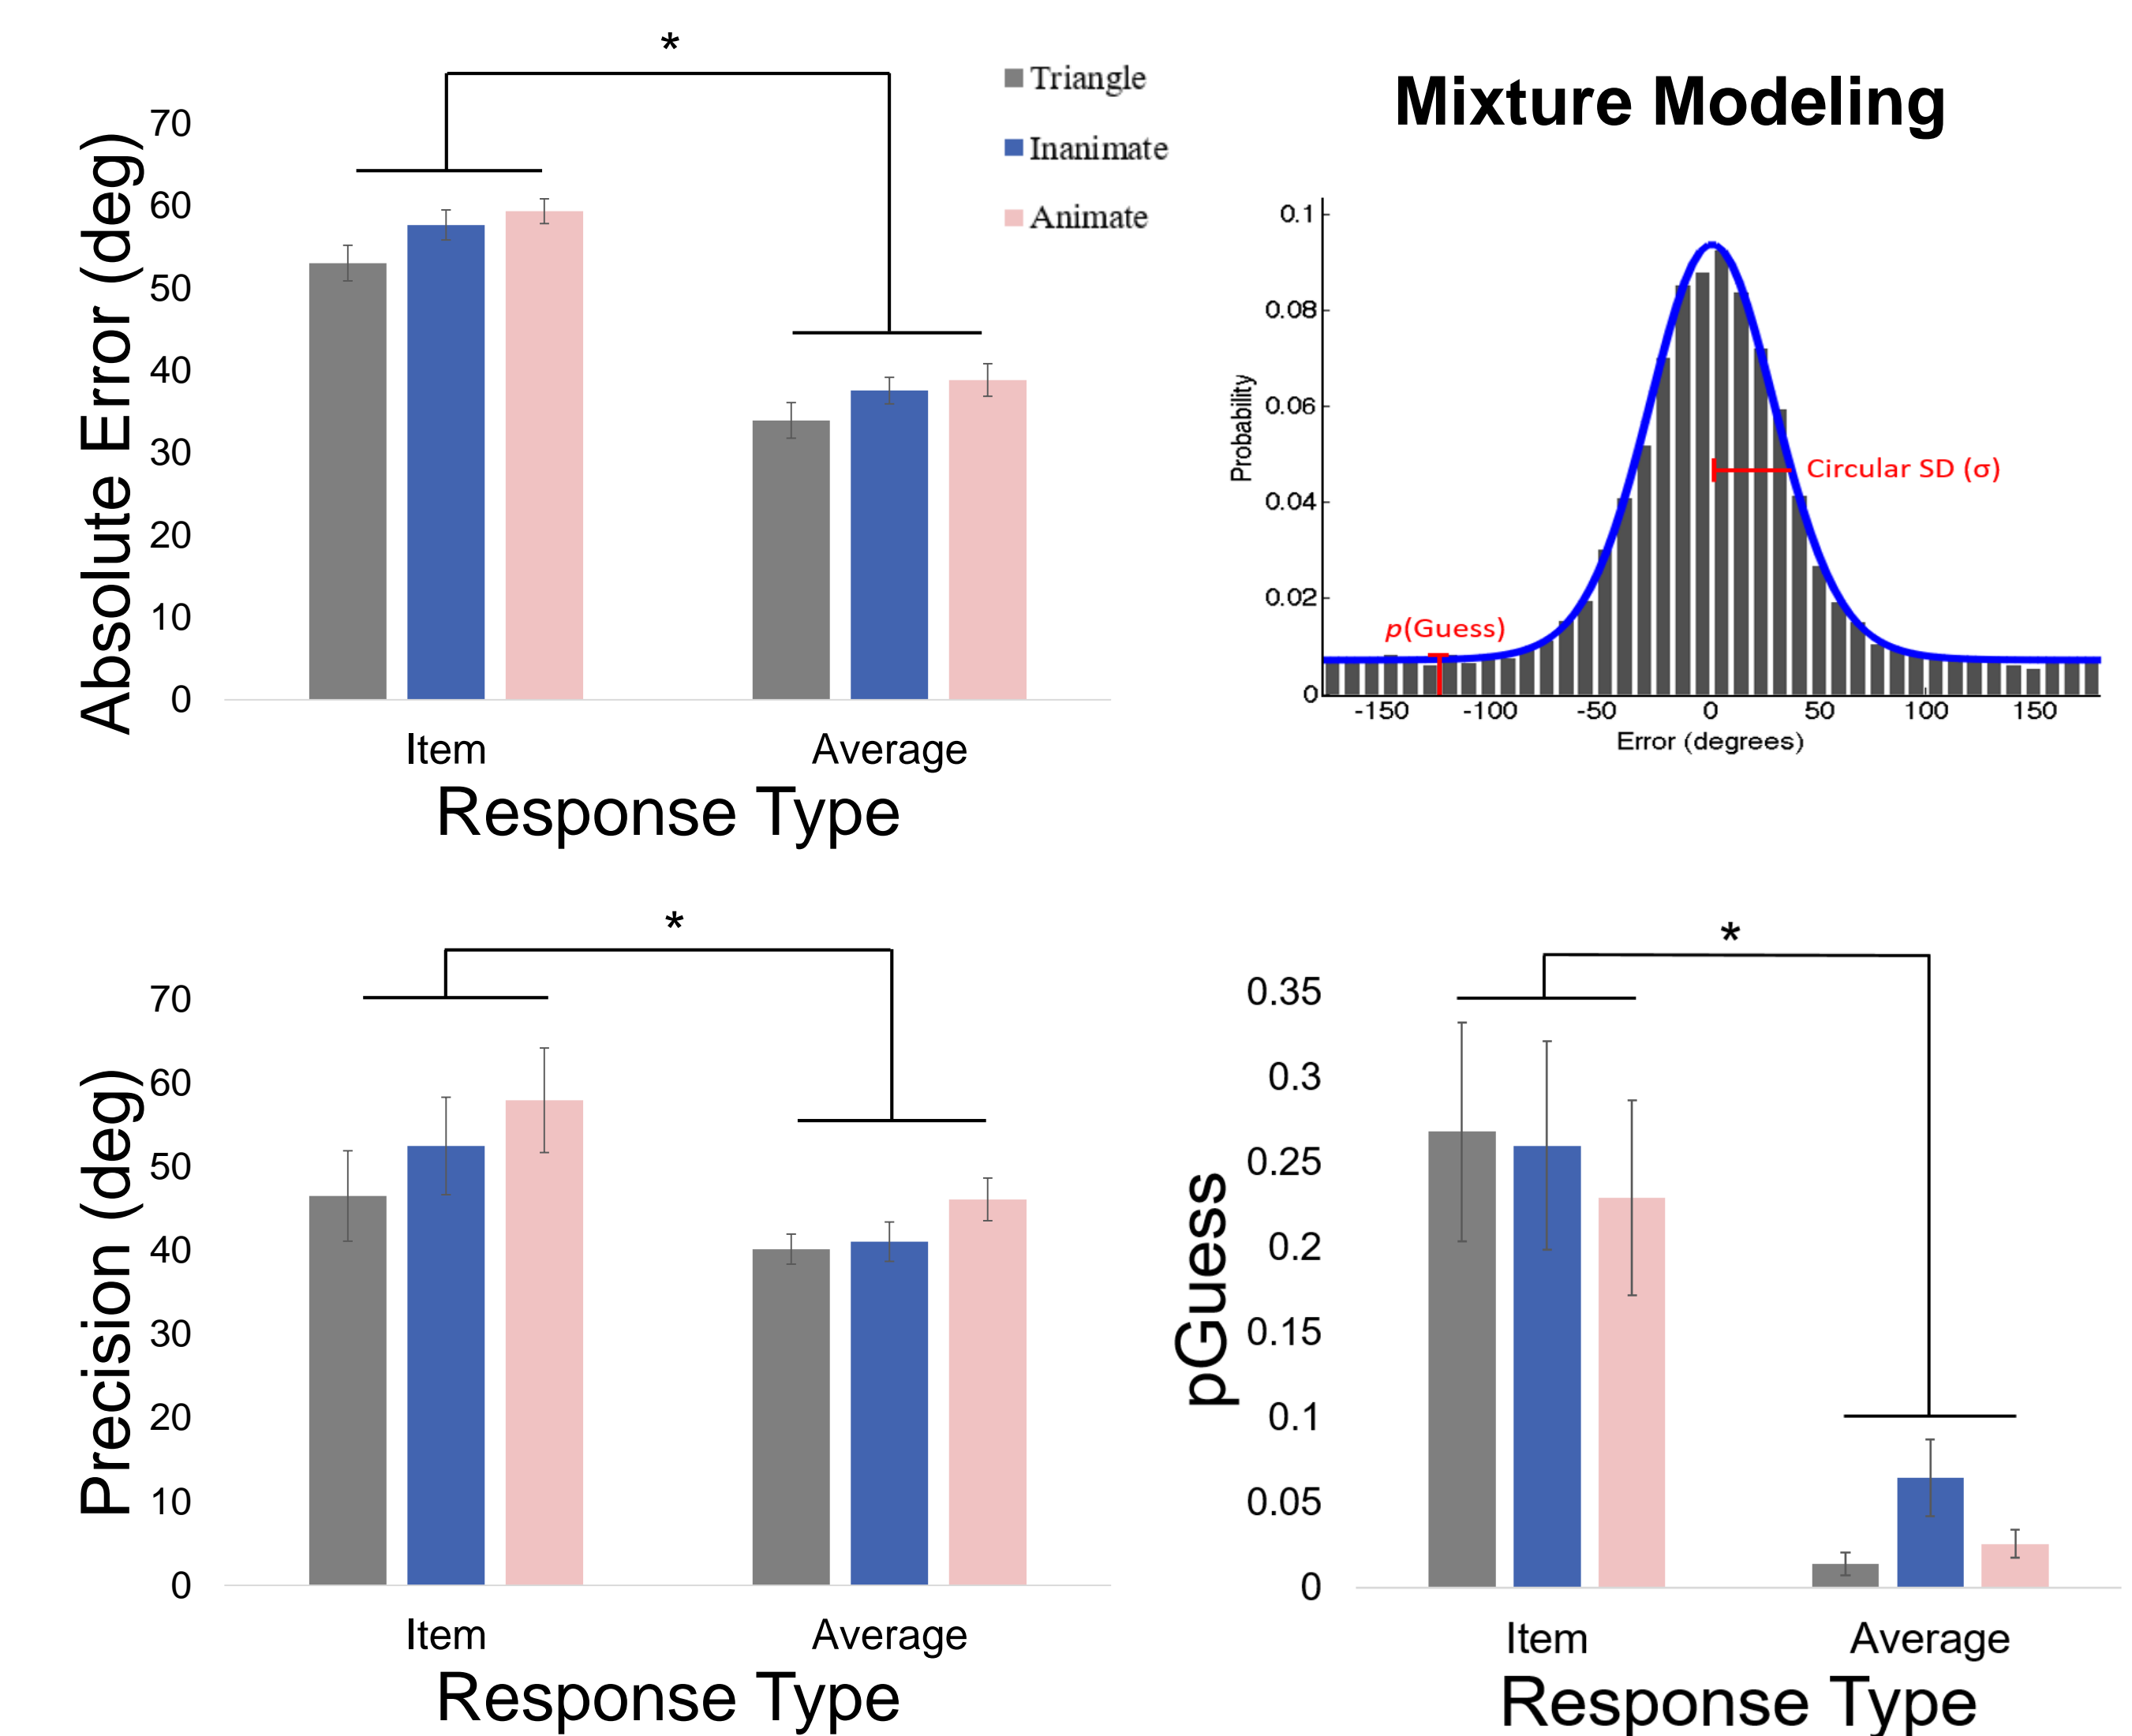 *
Triangle
Inanimate
Animate
70
60
50
40
30
20
10
0
Absolute Error (deg)
Item
Average
Response Type
Mixture Modeling
0.1
0.08
0.06
0.04
0.02
0
Probability
Circular SD (σ)
p(Guess)
-150
-100
-50
0
50
100
150
Error (degrees)
*
70
60
50
40
30
20
10
0
Precision (deg)
Item
Average
Response Type
*
0.35
0.3
0.25
0.2
0.15
0.1
0.05
0
pGuess
Item
Average
Response Type